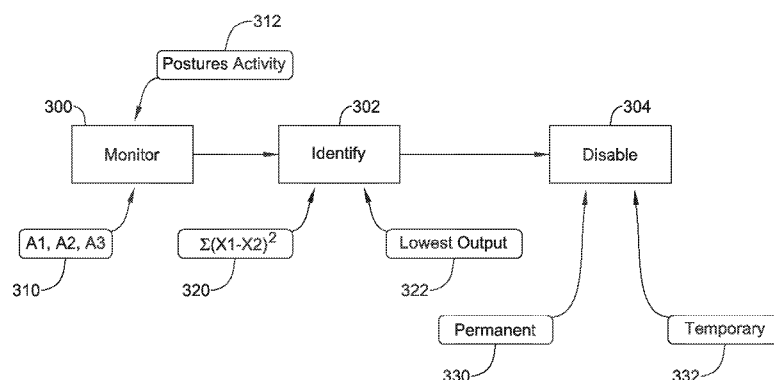 312
Postures Activity
300
302
304
Monitor
Identify
Disable
A1, A2, A3
Σ(X1-X2)²
Lowest Output
310
320
322
Permanent
Temporary
330
332